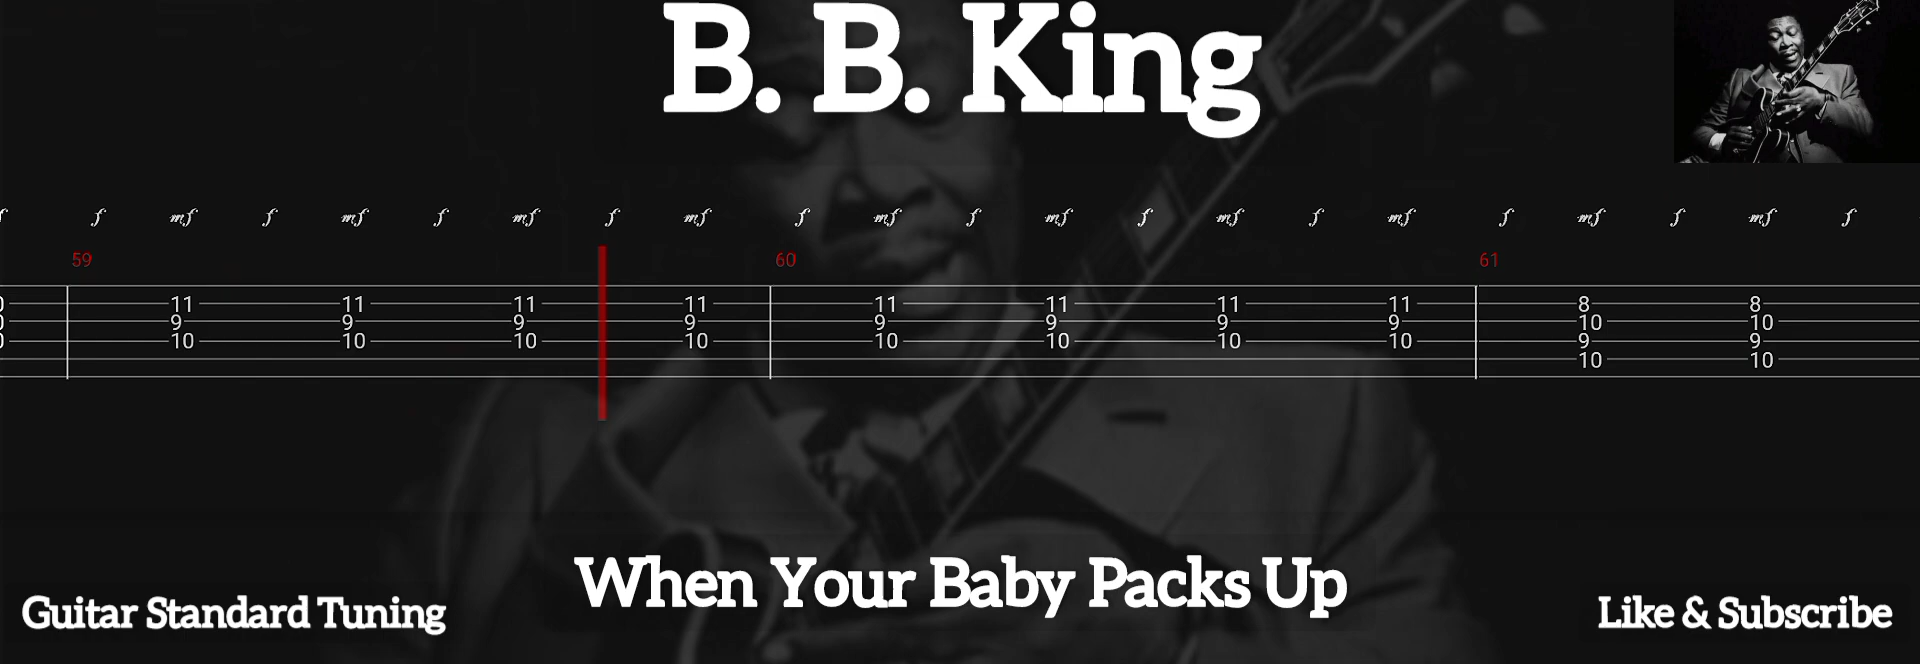 B. B. King
f f mf f mf f mf f mf f mf f mf f mf f mf f mf f mf f
59 60 61
11 11 11 11 11 11 11 11 8 8
9 9 9 9 9 9 9 9 10 10
10 10 10 10 10 10 10 10 9 9
10 10
When Your Baby Packs Up
Guitar Standard Tuning
Like & Subscribe